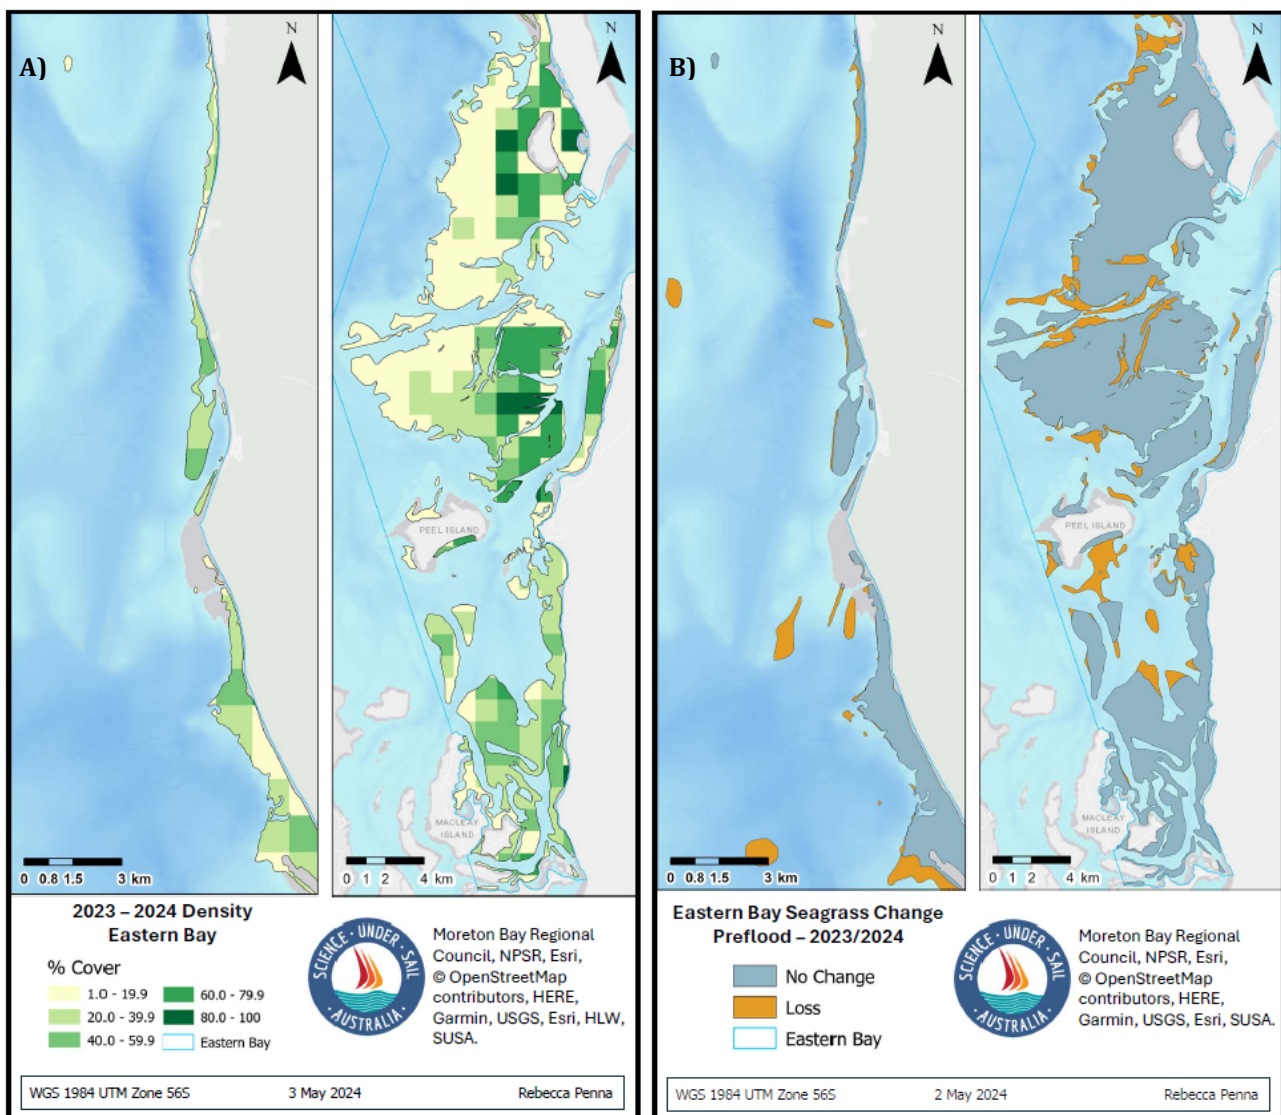 A)
N
N
PEEL ISLAND
MACLEAY
ISLAND
0 0.8 1.5 3 km
0 1 2 4 km
2023 – 2024 Density
Eastern Bay
% Cover
1.0 - 19.9
20.0 - 39.9
40.0 - 59.9
60.0 - 79.9
80.0 - 100
Eastern Bay
SCIENCE · UNDER · SAIL
· AUSTRALIA ·
Moreton Bay Regional
Council, NPSR, Esri,
© OpenStreetMap
contributors, HERE,
Garmin, USGS, Esri, HLW,
SUSA.
WGS 1984 UTM Zone 56S 3 May 2024 Rebecca Penna
B)
N
N
PEEL ISLAND
MACLEAY
ISLAND
0 0.8 1.5 3 km
0 1 2 4 km
Eastern Bay Seagrass Change
Preflood – 2023/2024
No Change
Loss
Eastern Bay
SCIENCE · UNDER · SAIL
· AUSTRALIA ·
Moreton Bay Regional
Council, NPSR, Esri,
© OpenStreetMap
contributors, HERE,
Garmin, USGS, Esri, SUSA.
WGS 1984 UTM Zone 56S 2 May 2024 Rebecca Penna